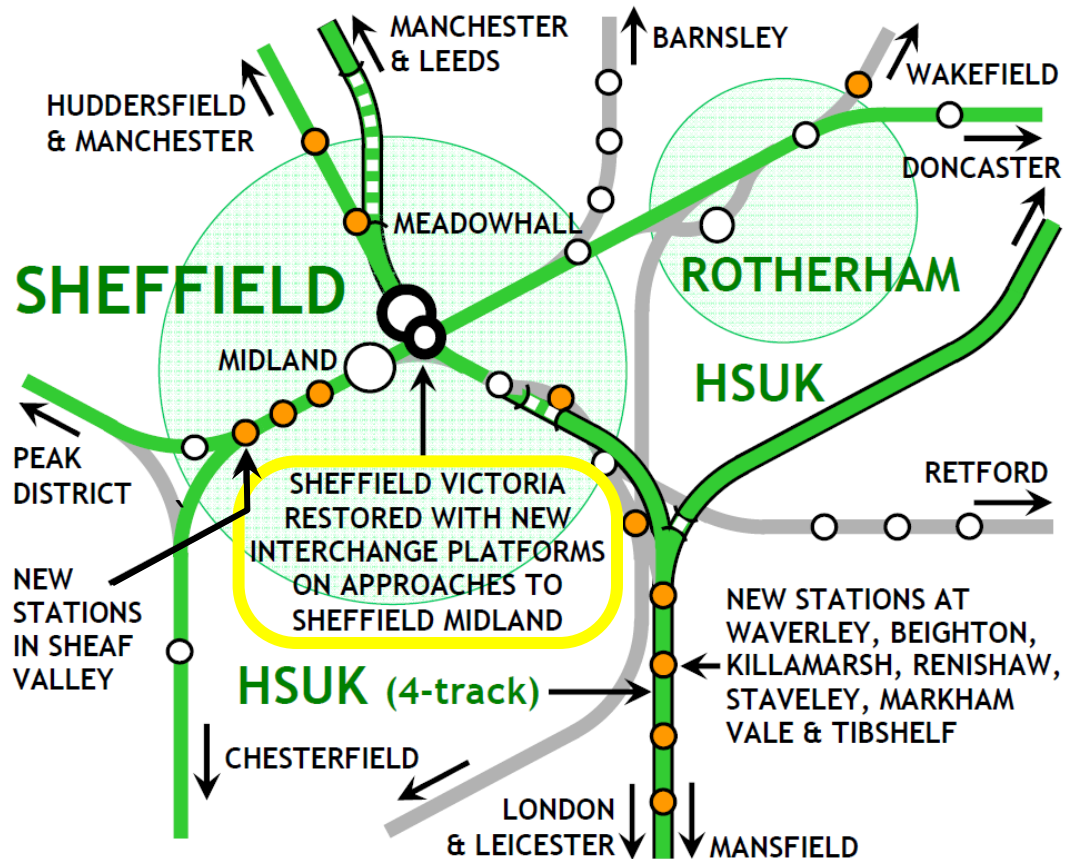 MANCHESTER
& LEEDS
BARNSLEY
WAKEFIELD
HUDDERSFIELD
& MANCHESTER
DONCASTER
MEADOWHALL
SHEFFIELD
ROTHERHAM
MIDLAND
HSUK
PEAK
DISTRICT
SHEFFIELD VICTORIA
RESTORED WITH NEW
INTERCHANGE PLATFORMS
ON APPROACHES TO
SHEFFIELD MIDLAND
RETFORD
NEW
STATIONS
IN SHEAF
VALLEY
NEW STATIONS AT
WAVERLEY, BEIGHTON,
KILLAMARSH, RENISHAW,
STAVELEY, MARKHAM
VALE & TIBSHELF
HSUK (4-track)
CHESTERFIELD
LONDON
& LEICESTER
MANSFIELD